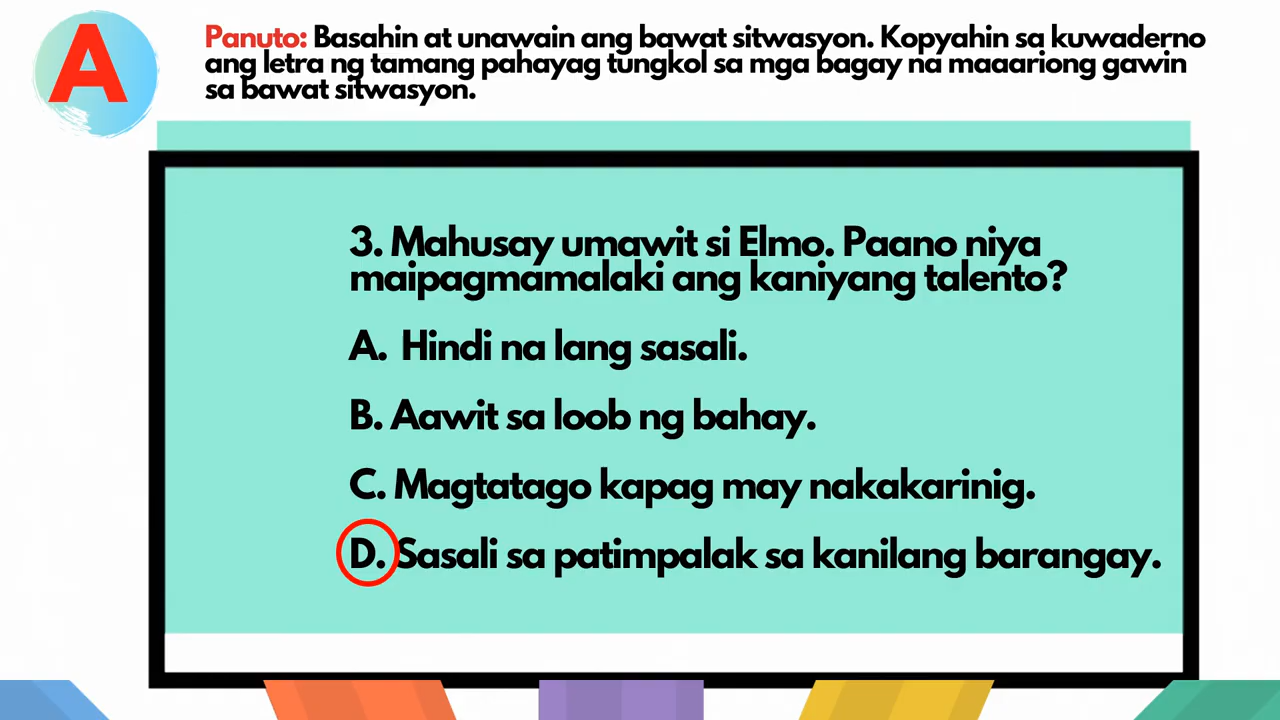 A
Panuto: Basahin at unawain ang bawat sitwasyon. Kopyahin sa kuwaderno
ang letra ng tamang pahayag tungkol sa mga bagay na maaariong gawin
sa bawat sitwasyon.
3. Mahusay umawit si Elmo. Paano niya
maipagmamalaki ang kaniyang talento?
A. Hindi na lang sasali.
B. Aawit sa loob ng bahay.
C. Magtatago kapag may nakakarinig.
D. Sasali sa patimpalak sa kanilang barangay.